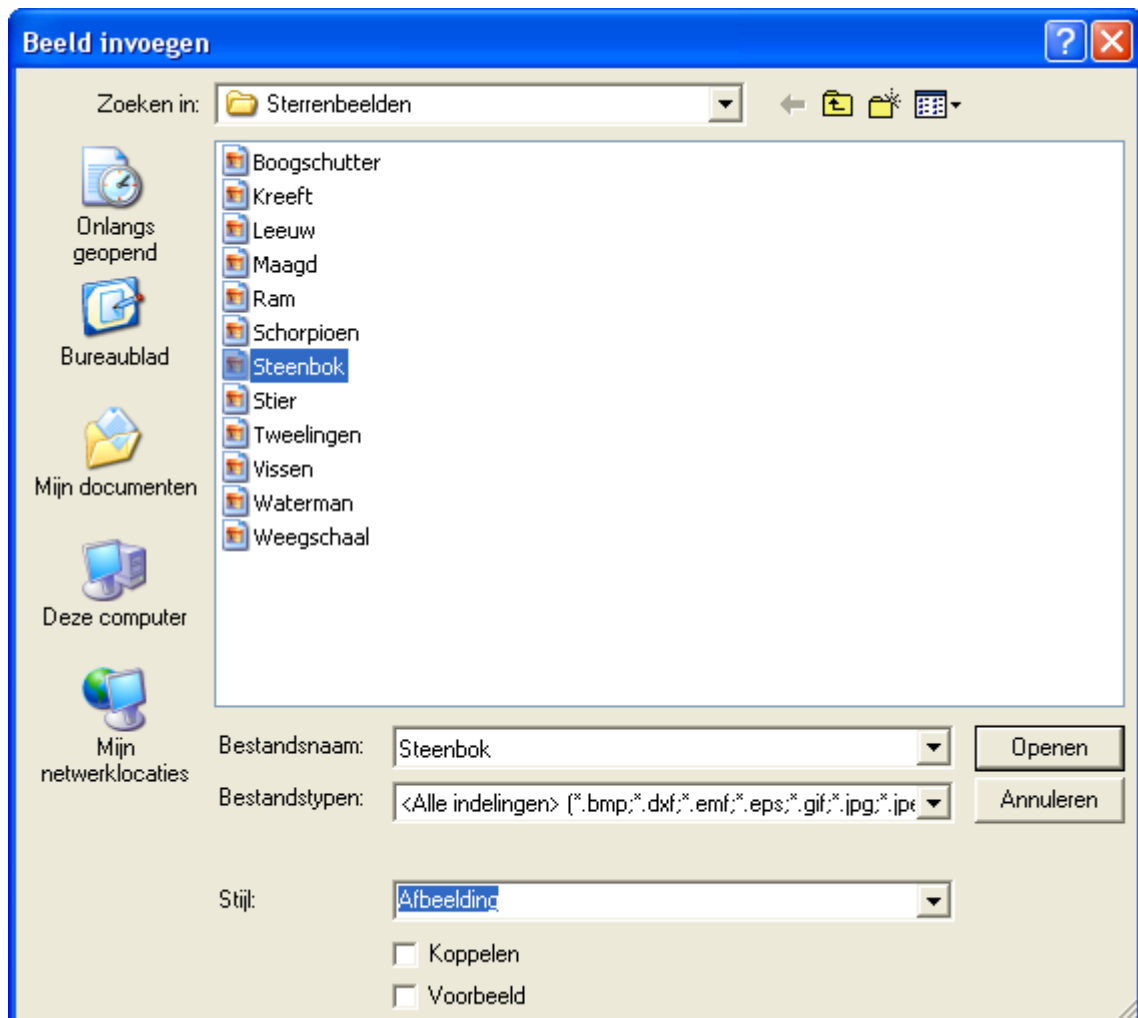 Beeld invoegen
Zoeken in: Sterrenbeelden
Onlangs
geopend
Bureaublad
Mijn documenten
Deze computer
Mijn
netwerklocaties
Boogschutter
Kreeft
Leeuw
Maagd
Ram
Schorpioen
Steenbok
Stier
Tweelingen
Vissen
Waterman
Weegschaal
Bestandsnaam: Steenbok Openen
Bestandstypen: <Alle indelingen> (*.bmp;*.dxf;*.emf;*.eps;*.gif;*.jpg;*.jpe Annuleren
Stijl: Afbeelding
Koppelen
Voorbeeld